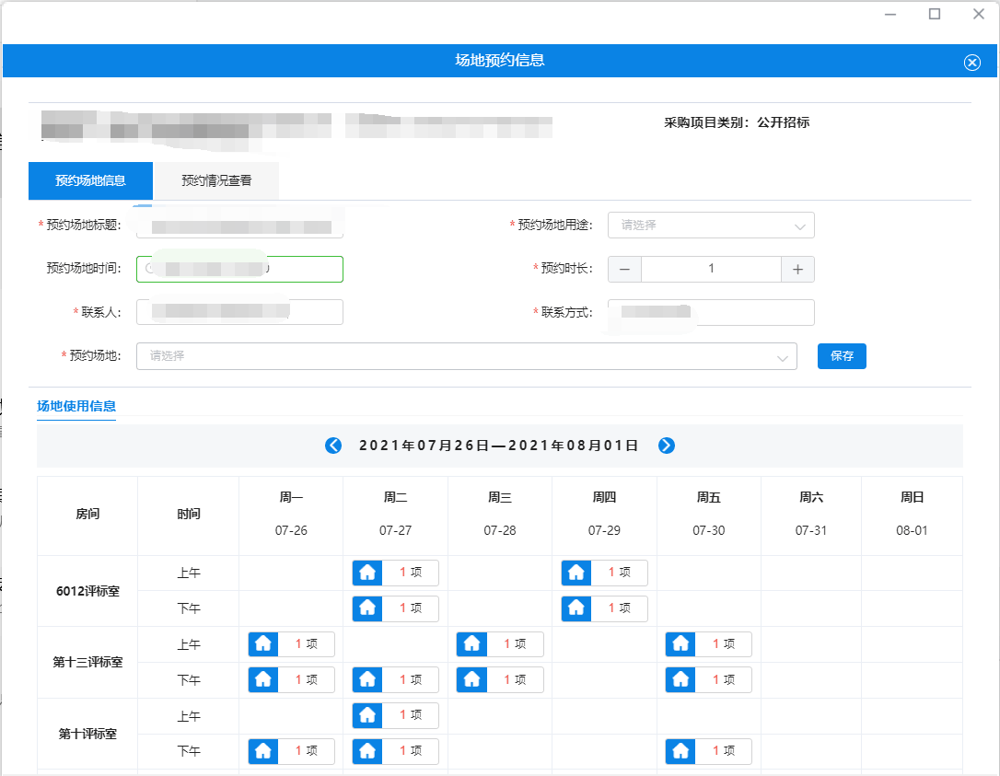 场地预约信息
采购项目类别：公开招标
预约场地信息 预约情况查看
* 预约场地标题: * 预约场地用途: 请选择
预约场地时间: * 预约时长: 1
* 联系人: * 联系方式:
* 预约场地: 请选择 保存
场地使用信息
2021年07月26日—2021年08月01日
房间 时间 周一 周二 周三 周四 周五 周六 周日
07-26 07-27 07-28 07-29 07-30 07-31 08-01
6012评标室
上午 1 项 1 项
下午 1 项 1 项
第十三评标室
上午 1 项 1 项 1 项
下午 1 项 1 项 1 项 1 项
第十评标室
上午 1 项
下午 1 项 1 项 1 项